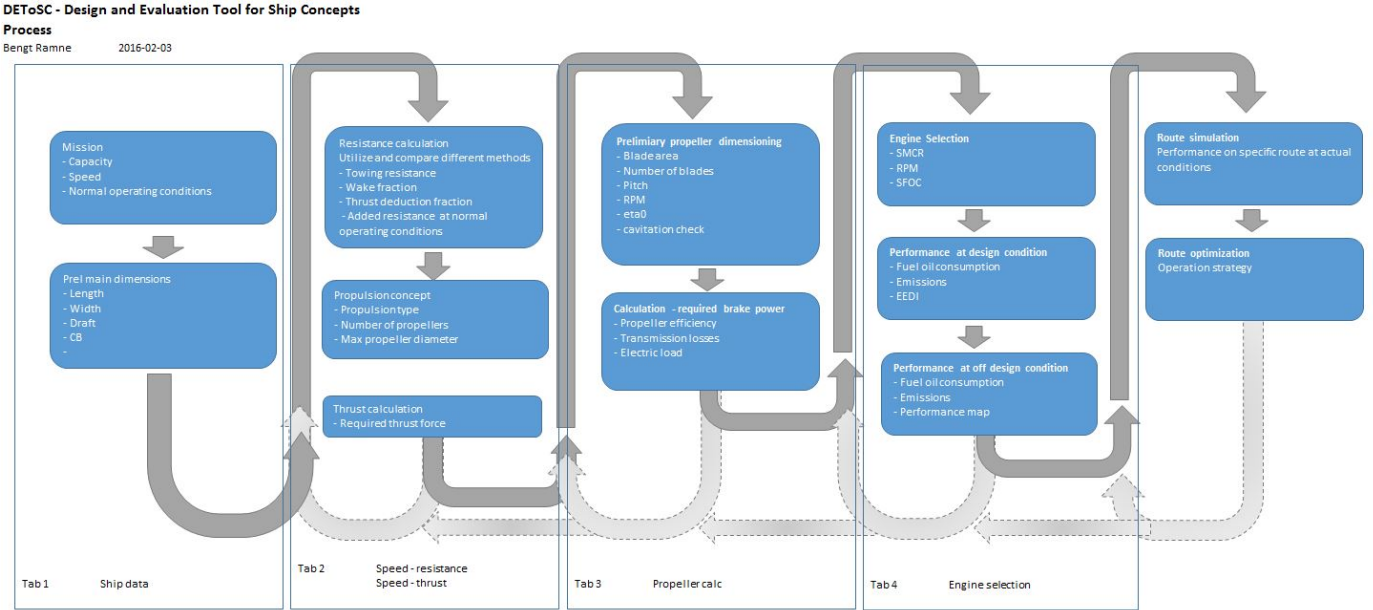 DEToSC - Design and Evaluation Tool for Ship Concepts
Process
Bengt Ramne 2016-02-03
Mission
- Capacity
- Speed
- Normal operating conditions
Prel main dimensions
- Length
- Width
- Draft
- CB
-
Tab 1 Ship data
Resistance calculation
Utilize and compare different methods
- Towing resistance
- Wake fraction
- Thrust deduction fraction
- Added resistance at normal
operating conditions
Propulsion concept
- Propulsion type
- Number of propellers
- Max propeller diameter
Thrust calculation
- Required thrust force
Tab 2 Speed - resistance
Speed - thrust
Prelimiary propeller dimensioning
- Blade area
- Number of blades
- Pitch
- RPM
- eta0
- cavitation check
Calculation - required brake power
- Propeller efficiency
- Transmission losses
- Electric load
Tab 3 Propeller calc
Engine Selection
- SMCR
- RPM
- SFOC
Performance at design condition
- Fuel oil consumption
- Emissions
- EEDI
Performance at off design condition
- Fuel oil consumption
- Emissions
- Performance map
Tab 4 Engine selection
Route simulation
Performance on specific route at actual
conditions
Route optimization
Operation strategy